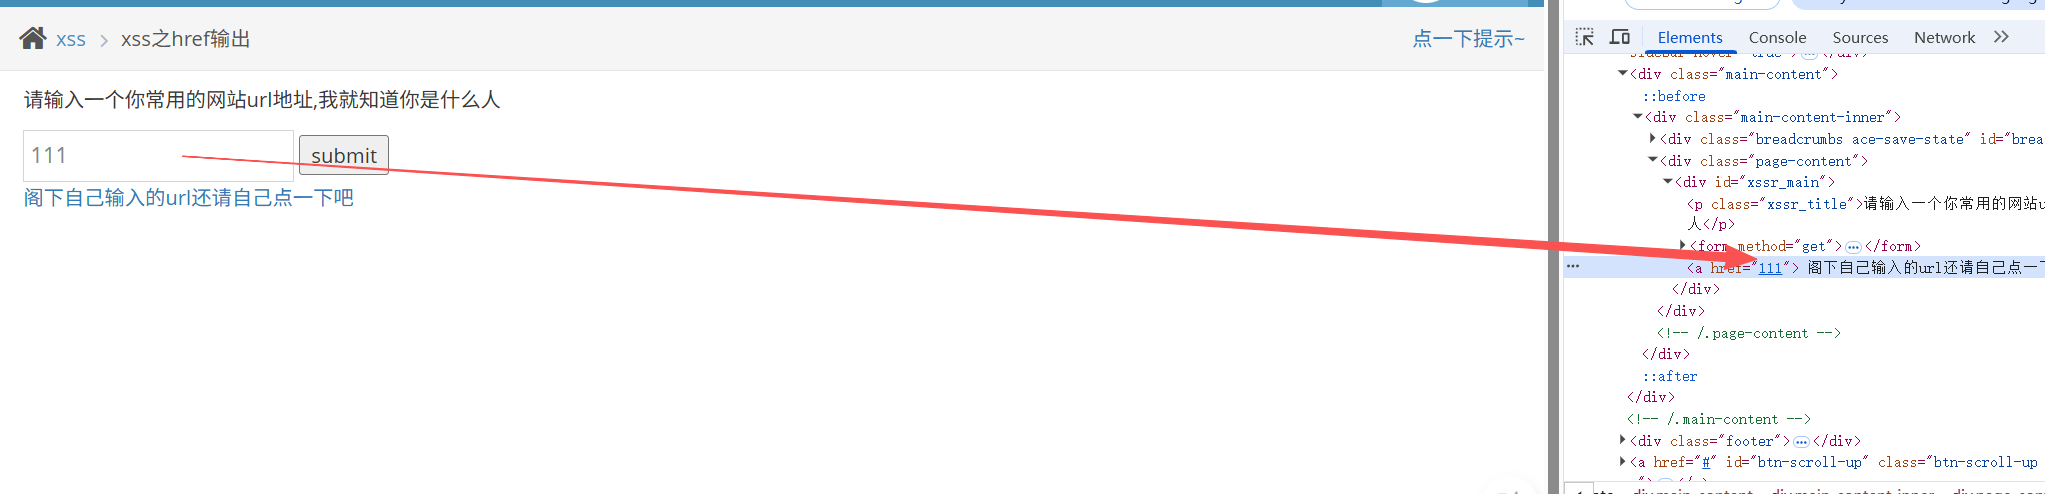 xss > xss之href输出
点一下提示~
请输入一个你常用的网站url地址,我就知道你是什么人
111
submit
阁下自己输入的url还请自己点一下吧
Elements Console Sources Network
<div class="main-content">
::before
<div class="main-content-inner">
<div class="breadcrumbs ace-save-state" id="brea
<div class="page-content">
<div id="xssr_main">
<p class="xssr_title">请输入一个你常用的网站u
人</p>
<form method="get"> … </form>
<a href="111"> 阁下自己输入的url还请自己点一下
</div>
</div>
<!-- /.page-content -->
</div>
::after
</div>
<!-- /.main-content -->
<div class="footer"> … </div>
<a href="#" id="btn-scroll-up" class="btn-scroll-up